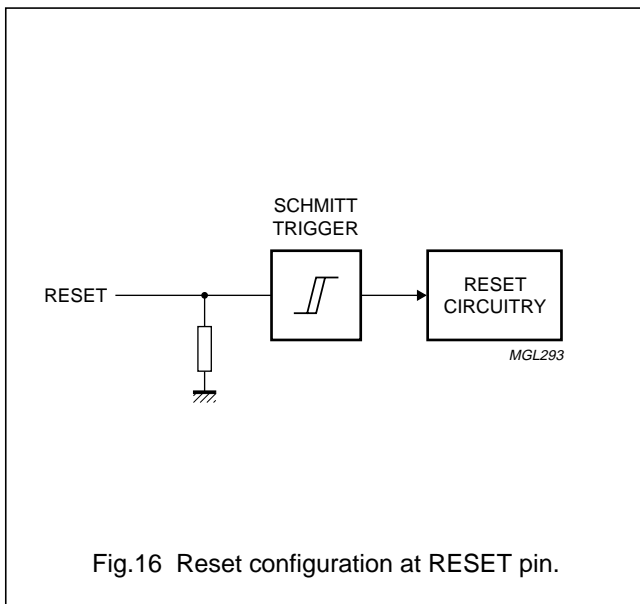 SCHMITT
TRIGGER
RESET
RESET
CIRCUITRY
MGL293
Fig.16 Reset configuration at RESET pin.